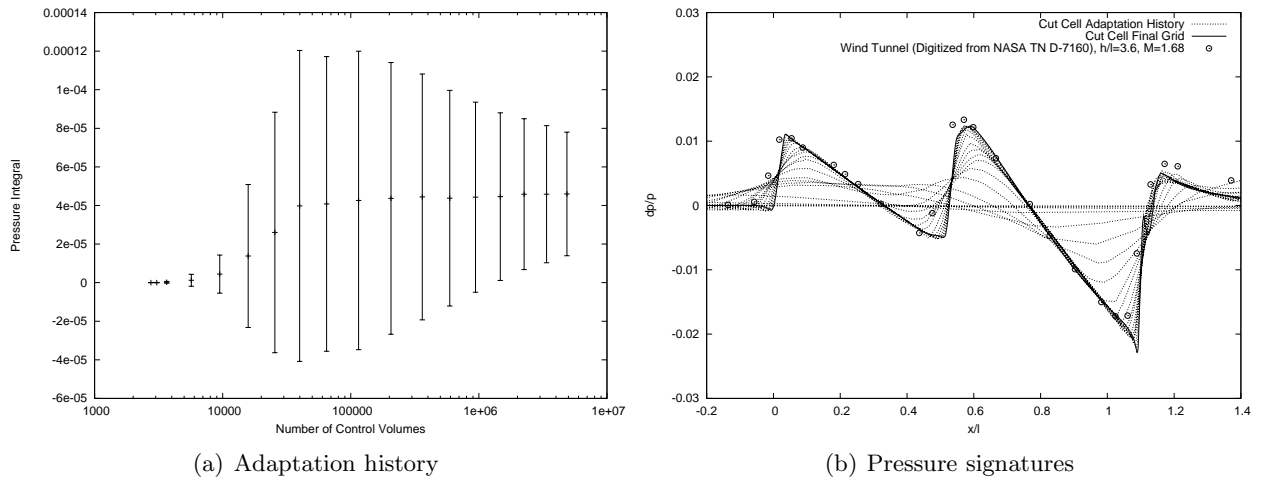 0.00014
0.00012
1e-04
8e-05
6e-05
4e-05
2e-05
0
-2e-05
-4e-05
-6e-05
Pressure Integral
1000
10000
100000
1e+06
1e+07
Number of Control Volumes
(a) Adaptation history
0.03
0.02
0.01
0
-0.01
-0.02
-0.03
dp/p
Cut Cell Adaptation History
Cut Cell Final Grid
Wind Tunnel (Digitized from NASA TN D-7160), h/l=3.6, M=1.68
-0.2
0
0.2
0.4
0.6
0.8
1
1.2
1.4
x/l
(b) Pressure signatures